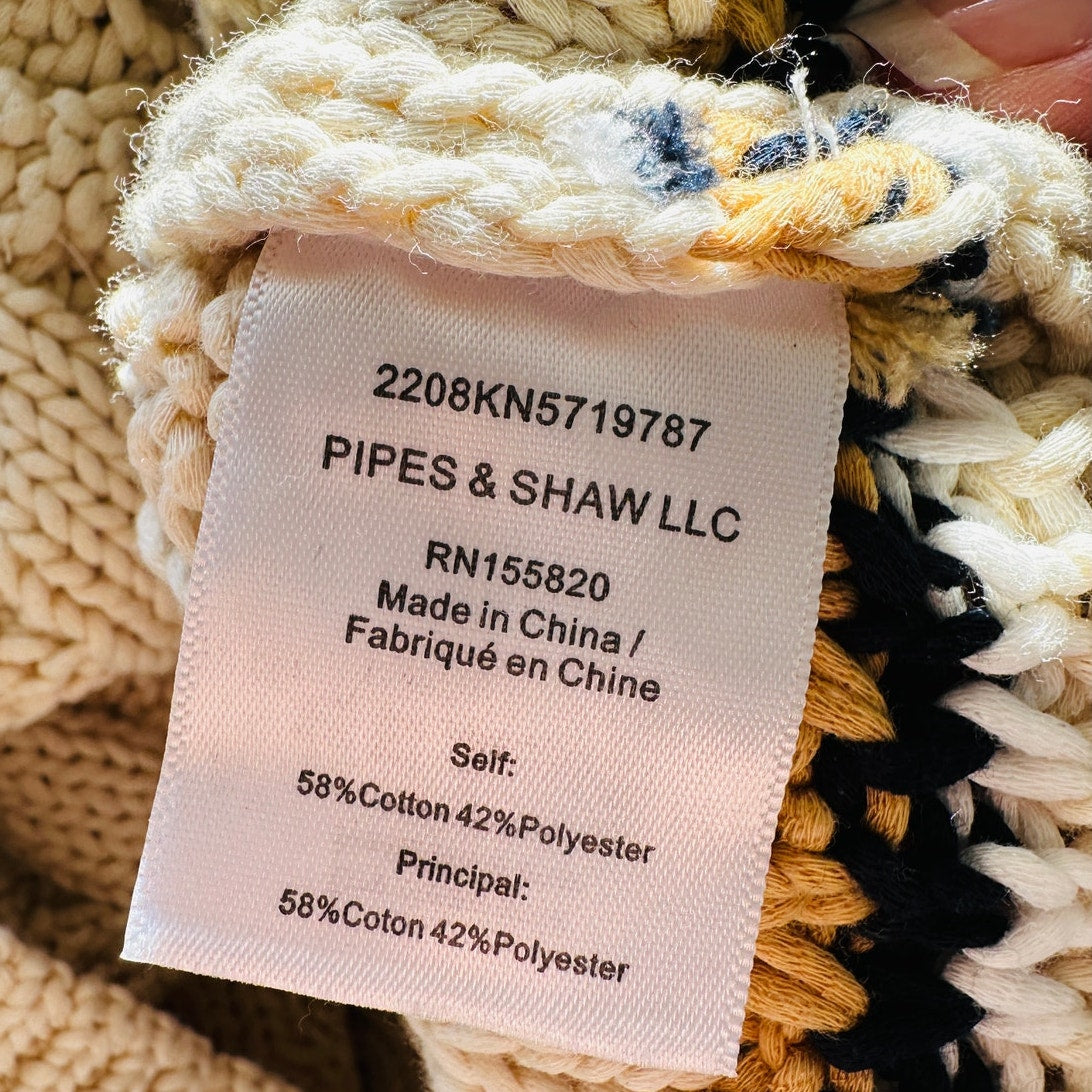 2208KN5719787
PIPES & SHAW LLC
RN155820
Made in China /
Fabriqué en Chine
Self:
58%Cotton 42%Polyester
Principal:
58%Coton 42%Polyester